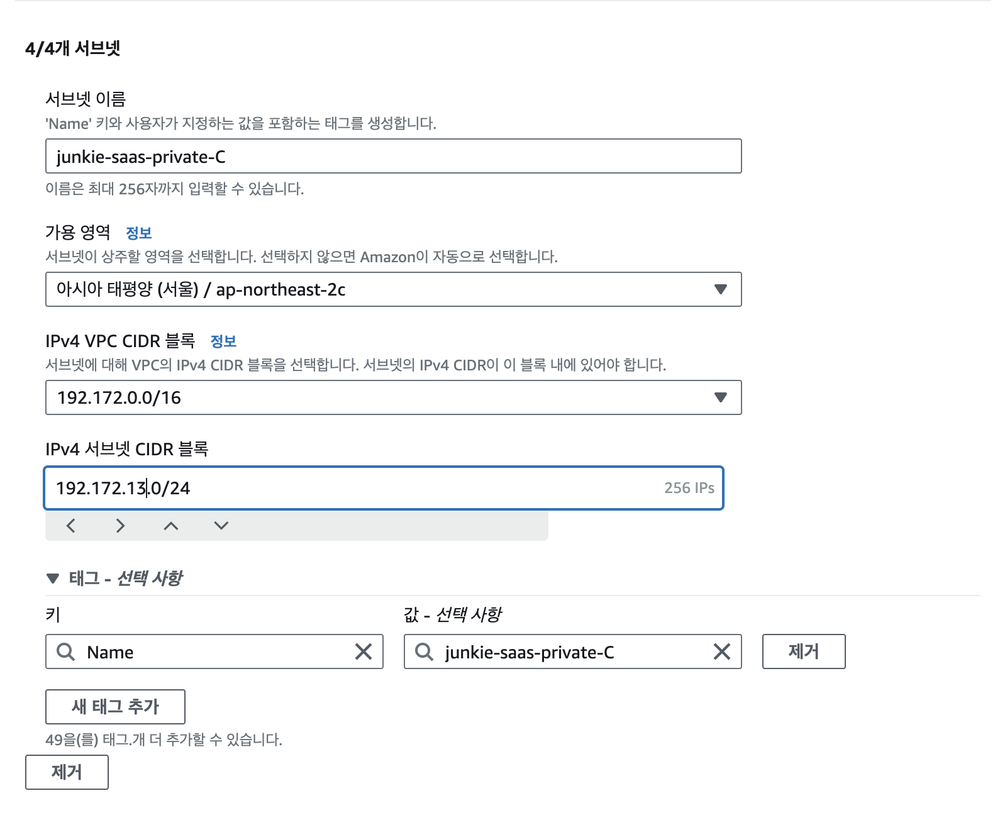 4/4개 서브넷
서브넷 이름
'Name' 키와 사용자가 지정하는 값을 포함하는 태그를 생성합니다.
junkie-saas-private-C
이름은 최대 256자까지 입력할 수 있습니다.
가용 영역 정보
서브넷이 상주할 영역을 선택합니다. 선택하지 않으면 Amazon이 자동으로 선택합니다.
아시아 태평양 (서울) / ap-northeast-2c
IPv4 VPC CIDR 블록 정보
서브넷에 대해 VPC의 IPv4 CIDR 블록을 선택합니다. 서브넷의 IPv4 CIDR이 이 블록 내에 있어야 합니다.
192.172.0.0/16
IPv4 서브넷 CIDR 블록
192.172.13.0/24 256 IPs
태그 - 선택 사항
키 값 - 선택 사항
Name junkie-saas-private-C 제거
새 태그 추가
49을(를) 태그.개 더 추가할 수 있습니다.
제거